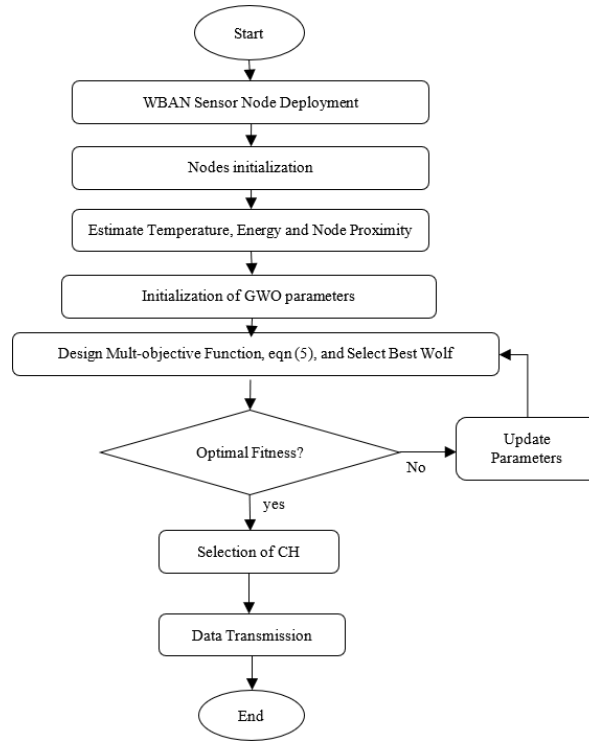 Start
WBAN Sensor Node Deployment
Nodes initialization
Estimate Temperature, Energy and Node Proximity
Initialization of GWO parameters
Design Mult-objective Function, eqn (5), and Select Best Wolf
Optimal Fitness?
No
Update
Parameters
yes
Selection of CH
Data Transmission
End